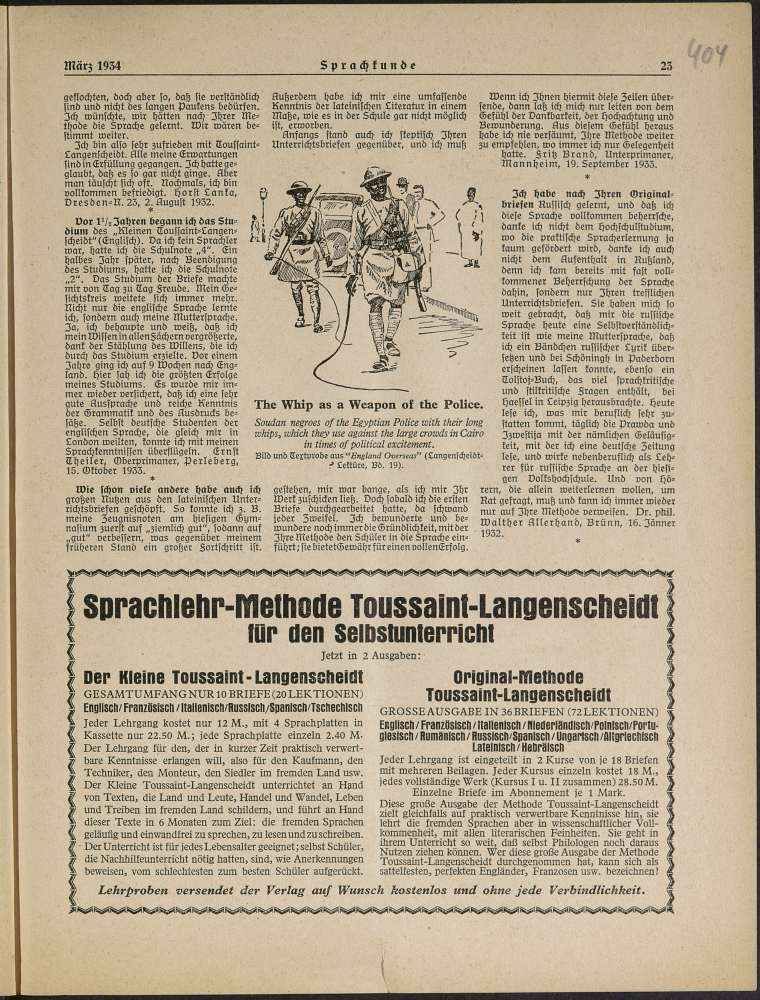 404
März 1934 Sprachkunde 23
geflochten, doch aber so, daß sie verständlich
sind und nicht des langen Paukens bedürfen.
Ich wünschte, wir hätten nach Ihrer Me-
thode die Sprache gelernt. Wir wären be-
stimmt weiter.
Ich bin also sehr zufrieden mit Toussaint-
Langenscheidt. Alle meine Erwartungen
sind in Erfüllung gegangen. Ich hatte ge-
glaubt, daß es so gar nicht ginge. Aber
man täuscht sich oft. Nochmals, ich bin
vollkommen befriedigt. Horst Lanka,
Dresden-N. 23, 2. August 1932.
*
Vor 1½ Jahren begann ich das Stu-
dium des „Kleinen Toussaint-Langen-
scheidt" (Englisch). Da ich kein Sprachler
war, hatte ich die Schulnote „4". Ein
halbes Jahr später, nach Beendigung
des Studiums, hatte ich die Schulnote
„2". Das Studium der Briefe machte
mir von Tag zu Tag Freude. Mein Ge-
sichtskreis weitete sich immer mehr.
Nicht nur die englische Sprache lernte
ich, sondern auch meine Muttersprache.
Ja, ich behaupte und weiß, daß ich
mein Wissen in allen Fächern vergrößerte,
dank der Stählung des Willens, die ich
durch das Studium erzielte. Vor einem
Jahre ging ich auf 9 Wochen nach Eng-
land. Hier sah ich die größten Erfolge
meines Studiums. Es wurde mir im-
mer wieder versichert, daß ich eine sehr
gute Aussprache und reiche Kenntnis
der Grammatik und des Ausdrucks be-
säße. Selbst deutsche Studenten der
englischen Sprache, die gleich mir in
London weilten, konnte ich mit meinen
Sprachkenntnissen überflügeln. Ernst
Theiler, Oberprimaner, Perleberg,
15. Oktober 1933.
*
Wie schon viele andere habe auch ich
großen Nutzen aus den lateinischen Unter-
richtsbriefen geschöpft. So konnte ich z. B.
meine Zeugnisnoten am hiesigen Gym-
nasium zuerst auf „ziemlich gut", sodann auf
„gut" verbessern, was gegenüber meinem
früheren Stand ein großer Fortschritt ist.
Außerdem habe ich mir eine umfassende
Kenntnis der lateinischen Literatur in einem
Maße, wie es in der Schule gar nicht möglich
ist, erworben.
Anfangs stand auch ich skeptisch Ihren
Unterrichtsbriefen gegenüber, und ich muß
The Whip as a Weapon of the Police.
Soudan negroes of the Egyptian Police with their long
whips, which they use against the large crowds in Cairo
in times of political excitement.
Bild und Textprobe aus "England Overseas" (Langenscheidt-
Lektüre, Bd. 19).
gestehen, mir war bange, als ich mir Ihr
Werk zuschicken ließ. Doch sobald ich die ersten
Briefe durchgearbeitet hatte, da schwand
jeder Zweifel. Ich bewunderte und be-
wundere noch immer die Gründlichkeit, mit der
Ihre Methode den Schüler in die Sprache ein-
führt; sie bietet Gewähr für einen vollen Erfolg.
Wenn ich Ihnen hiermit diese Zeilen über-
sende, dann laß ich mich nur leiten von dem
Gefühl der Dankbarkeit, der Hochachtung und
Bewunderung. Aus diesem Gefühl heraus
habe ich nie versäumt, Ihre Methode weiter
zu empfehlen, wo immer ich nur Gelegenheit
hatte. Fritz Brand, Unterprimaner,
Mannheim, 19. September 1933.
*
Ich habe nach Ihren Original-
briefen Russisch gelernt, und daß ich
diese Sprache vollkommen beherrsche,
danke ich nicht dem Hochschulstudium,
wo die praktische Spracherlernung ja
kaum gefördert wird, danke ich auch
nicht dem Aufenthalt in Rußland,
denn ich kam bereits mit fast voll-
kommener Beherrschung der Sprache
dahin, sondern nur Ihren trefflichen
Unterrichtsbriefen. Sie haben mich so
weit gebracht, daß mir die russische
Sprache heute eine Selbstverständlich-
keit ist wie meine Muttersprache, daß
ich ein Bändchen russischer Lyrik über-
setzen und bei Schöningh in Paderborn
erscheinen lassen konnte, ebenso ein
Tolstoj-Buch, das viel sprachkritische
und stilkritische Fragen enthält, bei
Haessel in Leipzig herausbrachte. Heute
lese ich, was mir beruflich sehr zu-
statten kommt, täglich die Prawda und
Iswestija mit der nämlichen Geläufig-
keit, mit der ich eine deutsche Zeitung
lese, und wirke nebenberuflich als Leh-
rer für russische Sprache an der hiesi-
gen Volkshochschule. Und von Hö-
rern, die allein weiterlernen wollen, um
Rat gefragt, muß und kann ich immer wieder
nur auf Ihre Methode verweisen. Dr. phil.
Walther Allerhand, Brünn, 16. Jänner
1932.
*
Sprachlehr-Methode Toussaint-Langenscheidt
für den Selbstunterricht
Jetzt in 2 Ausgaben:
Der Kleine Toussaint-Langenscheidt
GESAMTUMFANG NUR 10 BRIEFE (20 LEKTIONEN)
Englisch/Französisch/Italienisch/Russisch/Spanisch/Tschechisch
Jeder Lehrgang kostet nur 12 M., mit 4 Sprachplatten in
Kassette nur 22.50 M.; jede Sprachplatte einzeln 2.40 M.
Der Lehrgang für den, der in kurzer Zeit praktisch verwert-
bare Kenntnisse erlangen will, also für den Kaufmann, den
Techniker, den Monteur, den Siedler im fremden Land usw.
Der Kleine Toussaint-Langenscheidt unterrichtet an Hand
von Texten, die Land und Leute, Handel und Wandel, Leben
und Treiben im fremden Land schildern, und führt an Hand
dieser Texte in 6 Monaten zum Ziel: die fremden Sprachen
geläufig und einwandfrei zu sprechen, zu lesen und zu schreiben.
Der Unterricht ist für jedes Lebensalter geeignet; selbst Schüler,
die Nachhilfeunterricht nötig hatten, sind, wie Anerkennungen
beweisen, vom schlechtesten zum besten Schüler aufgerückt.
Original-Methode
Toussaint-Langenscheidt
GROSSE AUSGABE IN 36 BRIEFEN (72 LEKTIONEN)
Englisch/Französisch/Italienisch/Niederländisch/Polnisch/Portu-
giesisch/Rumänisch/Russisch/Spanisch/Ungarisch/Altgriechisch
Lateinisch/Hebräisch
Jeder Lehrgang ist eingeteilt in 2 Kurse von je 18 Briefen
mit mehreren Beilagen. Jeder Kursus einzeln kostet 18 M.,
jedes vollständige Werk (Kursus I u. II zusammen) 28.50 M.
Einzelne Briefe im Abonnement je 1 Mark.
Diese große Ausgabe der Methode Toussaint-Langenscheidt
zielt gleichfalls auf praktisch verwertbare Kenntnisse hin, sie
lehrt die fremden Sprachen aber in wissenschaftlicher Voll-
kommenheit, mit allen literarischen Feinheiten. Sie geht in
ihrem Unterricht so weit, daß selbst Philologen noch daraus
Nutzen ziehen können. Wer diese große Ausgabe der Methode
Toussaint-Langenscheidt durchgenommen hat, kann sich als
sattelfesten, perfekten Engländer, Franzosen usw. bezeichnen!
Lehrproben versendet der Verlag auf Wunsch kostenlos und ohne jede Verbindlichkeit.